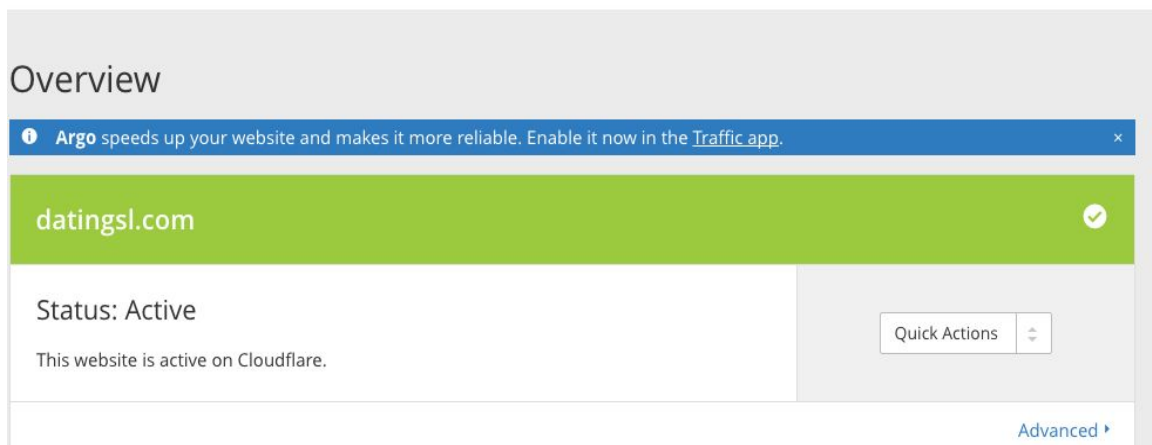 Overview
Argo speeds up your website and makes it more reliable. Enable it now in the Traffic app.
datingsl.com
Status: Active
Quick Actions
This website is active on Cloudflare.
Advanced